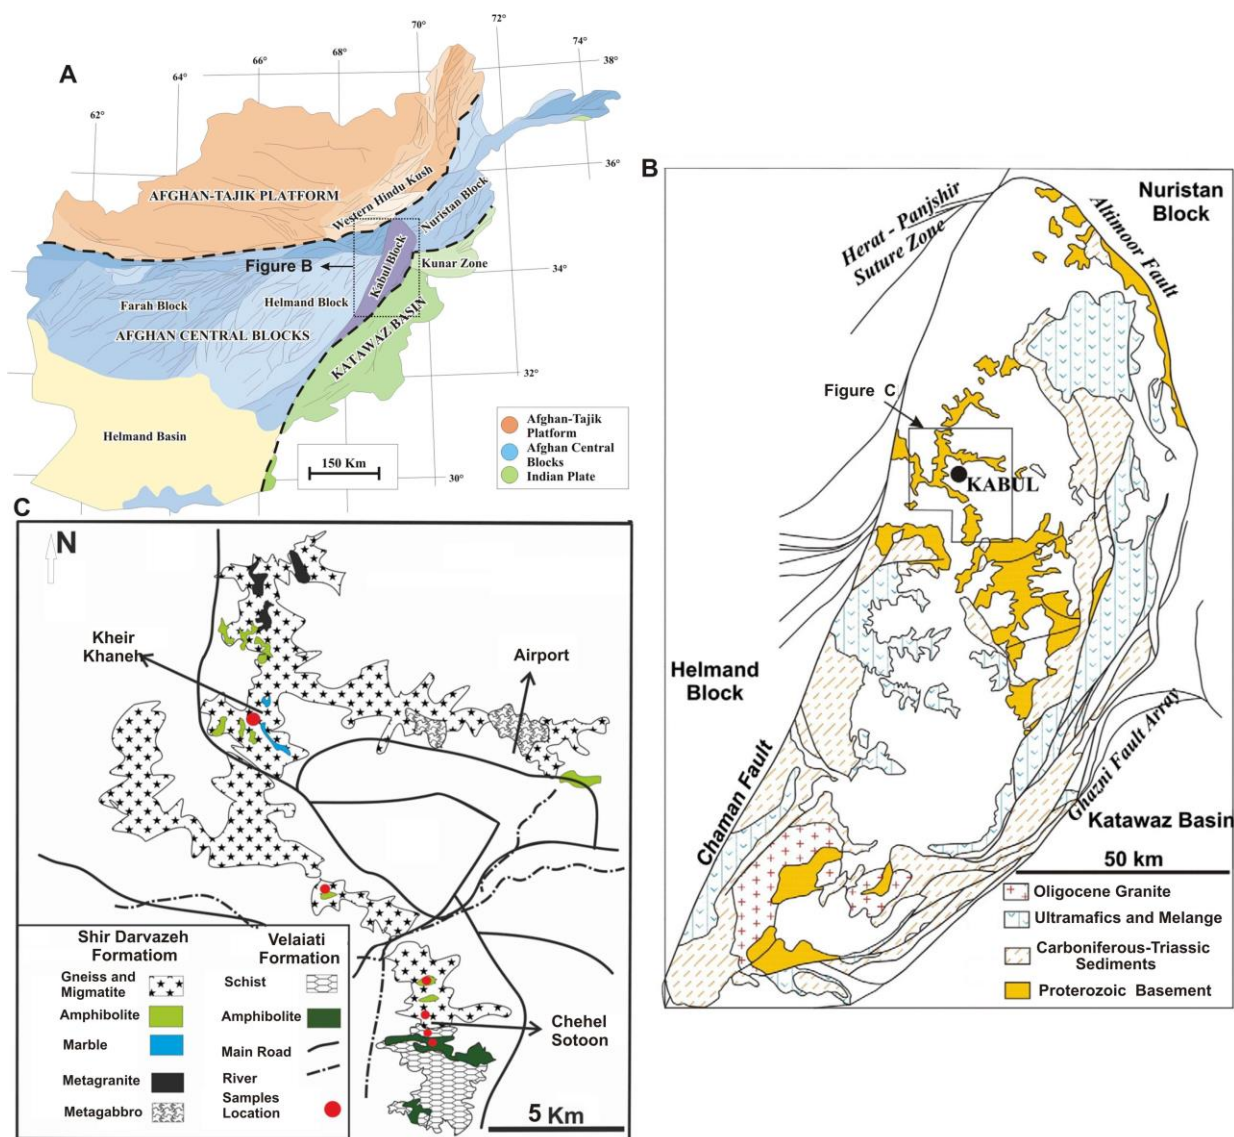 A
62°
64°
66°
68°
70°
72°
74°
38°
36°
34°
32°
30°
AFGHAN-TAJIK PLATFORM
Western Hindu Kush
Nuristan Block
Kabul Block
Kunar Zone
Figure B
Farah Block
Helmand Block
AFGHAN CENTRAL BLOCKS
KATAWAZ BASIN
Helmand Basin
150 Km
Afghan-Tajik
Platform
Afghan Central
Blocks
Indian Plate
B
Nuristan
Block
Herat - Panjshir
Suture Zone
Altimoor Fault
Figure C
KABUL
Helmand
Block
Chaman Fault
Ghazni Fault Array
Katawaz Basin
50 km
Oligocene Granite
Ultramafics and Melange
Carboniferous-Triassic
Sediments
Proterozoic Basement
C
N
Kheir
Khaneh
Airport
Chehel
Sotoon
5 Km
Shir Darvazeh
Formatiom
Gneiss and
Migmatite
Amphibolite
Marble
Metagranite
Metagabbro
Velaiati
Formation
Schist
Amphibolite
Main Road
River
Samples
Location